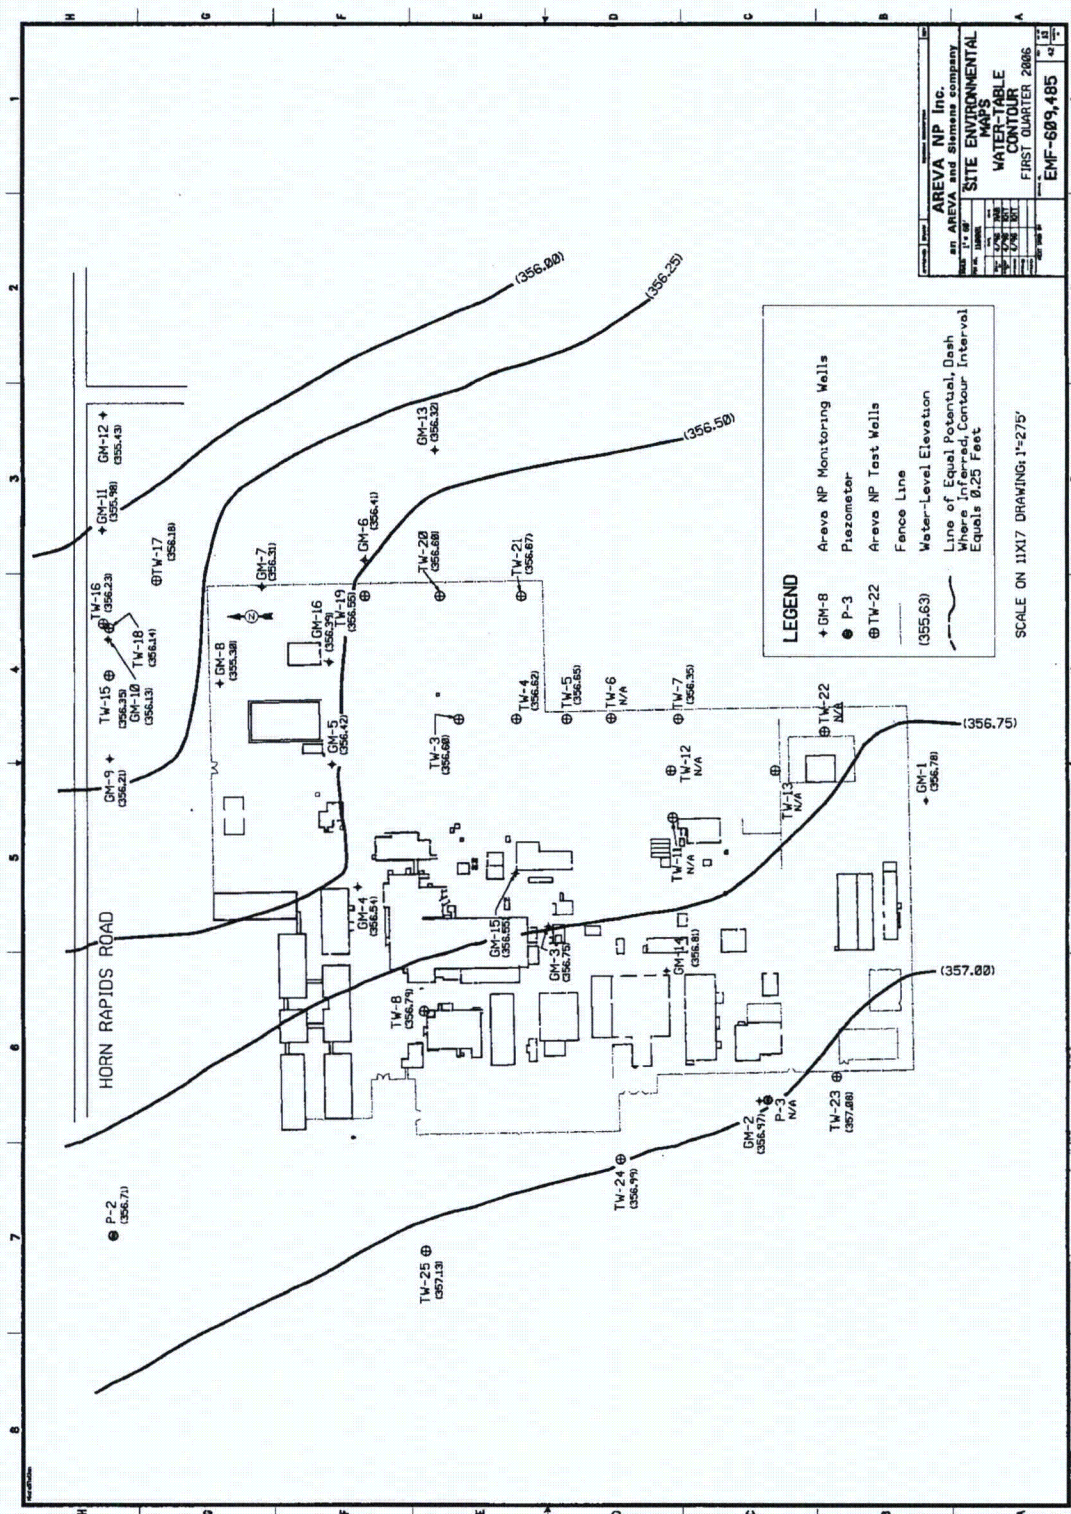 H G F E D C B A
1
2
3
4
5
6
7
8
AREVA NP Inc.
an AREVA and Siemens company
SITE ENVIRONMENTAL
MAPS
WATER-TABLE
CONTOUR
FIRST QUARTER 2006
EMF-609,485
42
HORN RAPIDS ROAD
(356.00)
(356.25)
(356.50)
(356.75)
(357.00)
GM-12
(355.43)
GM-11
(355.98)
TW-17
(356.18)
TW-16
(356.23)
TW-18
(356.14)
TW-15
(356.35)
GM-10
(356.13)
GM-9
(356.21)
GM-13
(356.32)
GM-7
(356.31)
GM-6
(356.41)
TW-20
(356.60)
TW-21
(356.67)
GM-16
(356.39)
TW-19
(356.55)
GM-8
(355.30)
GM-5
(356.42)
TW-3
(356.60)
TW-4
(356.62)
TW-5
(356.65)
TW-6
N/A
TW-7
(356.35)
TW-12
N/A
TW-22
N/A
TW-13
N/A
TW-11
N/A
GM-1
(356.78)
GM-4
(356.54)
GM-15
(356.55)
GM-3
(356.75)
GM-14
(356.81)
TW-8
(356.79)
GM-2
(356.97)
P-3
N/A
TW-23
(357.08)
TW-24
(356.99)
TW-25
(357.13)
P-2
(356.71)
LEGEND
GM-8 Areva NP Monitoring Wells
P-3 Piezometer
TW-22 Areva NP Test Wells
Fence Line
(355.63) Water-Level Elevation
Line of Equal Potential, Dash
Where Inferred, Contour Interval
Equals 0.25 Feet
SCALE ON 11X17 DRAWING: 1"=275'